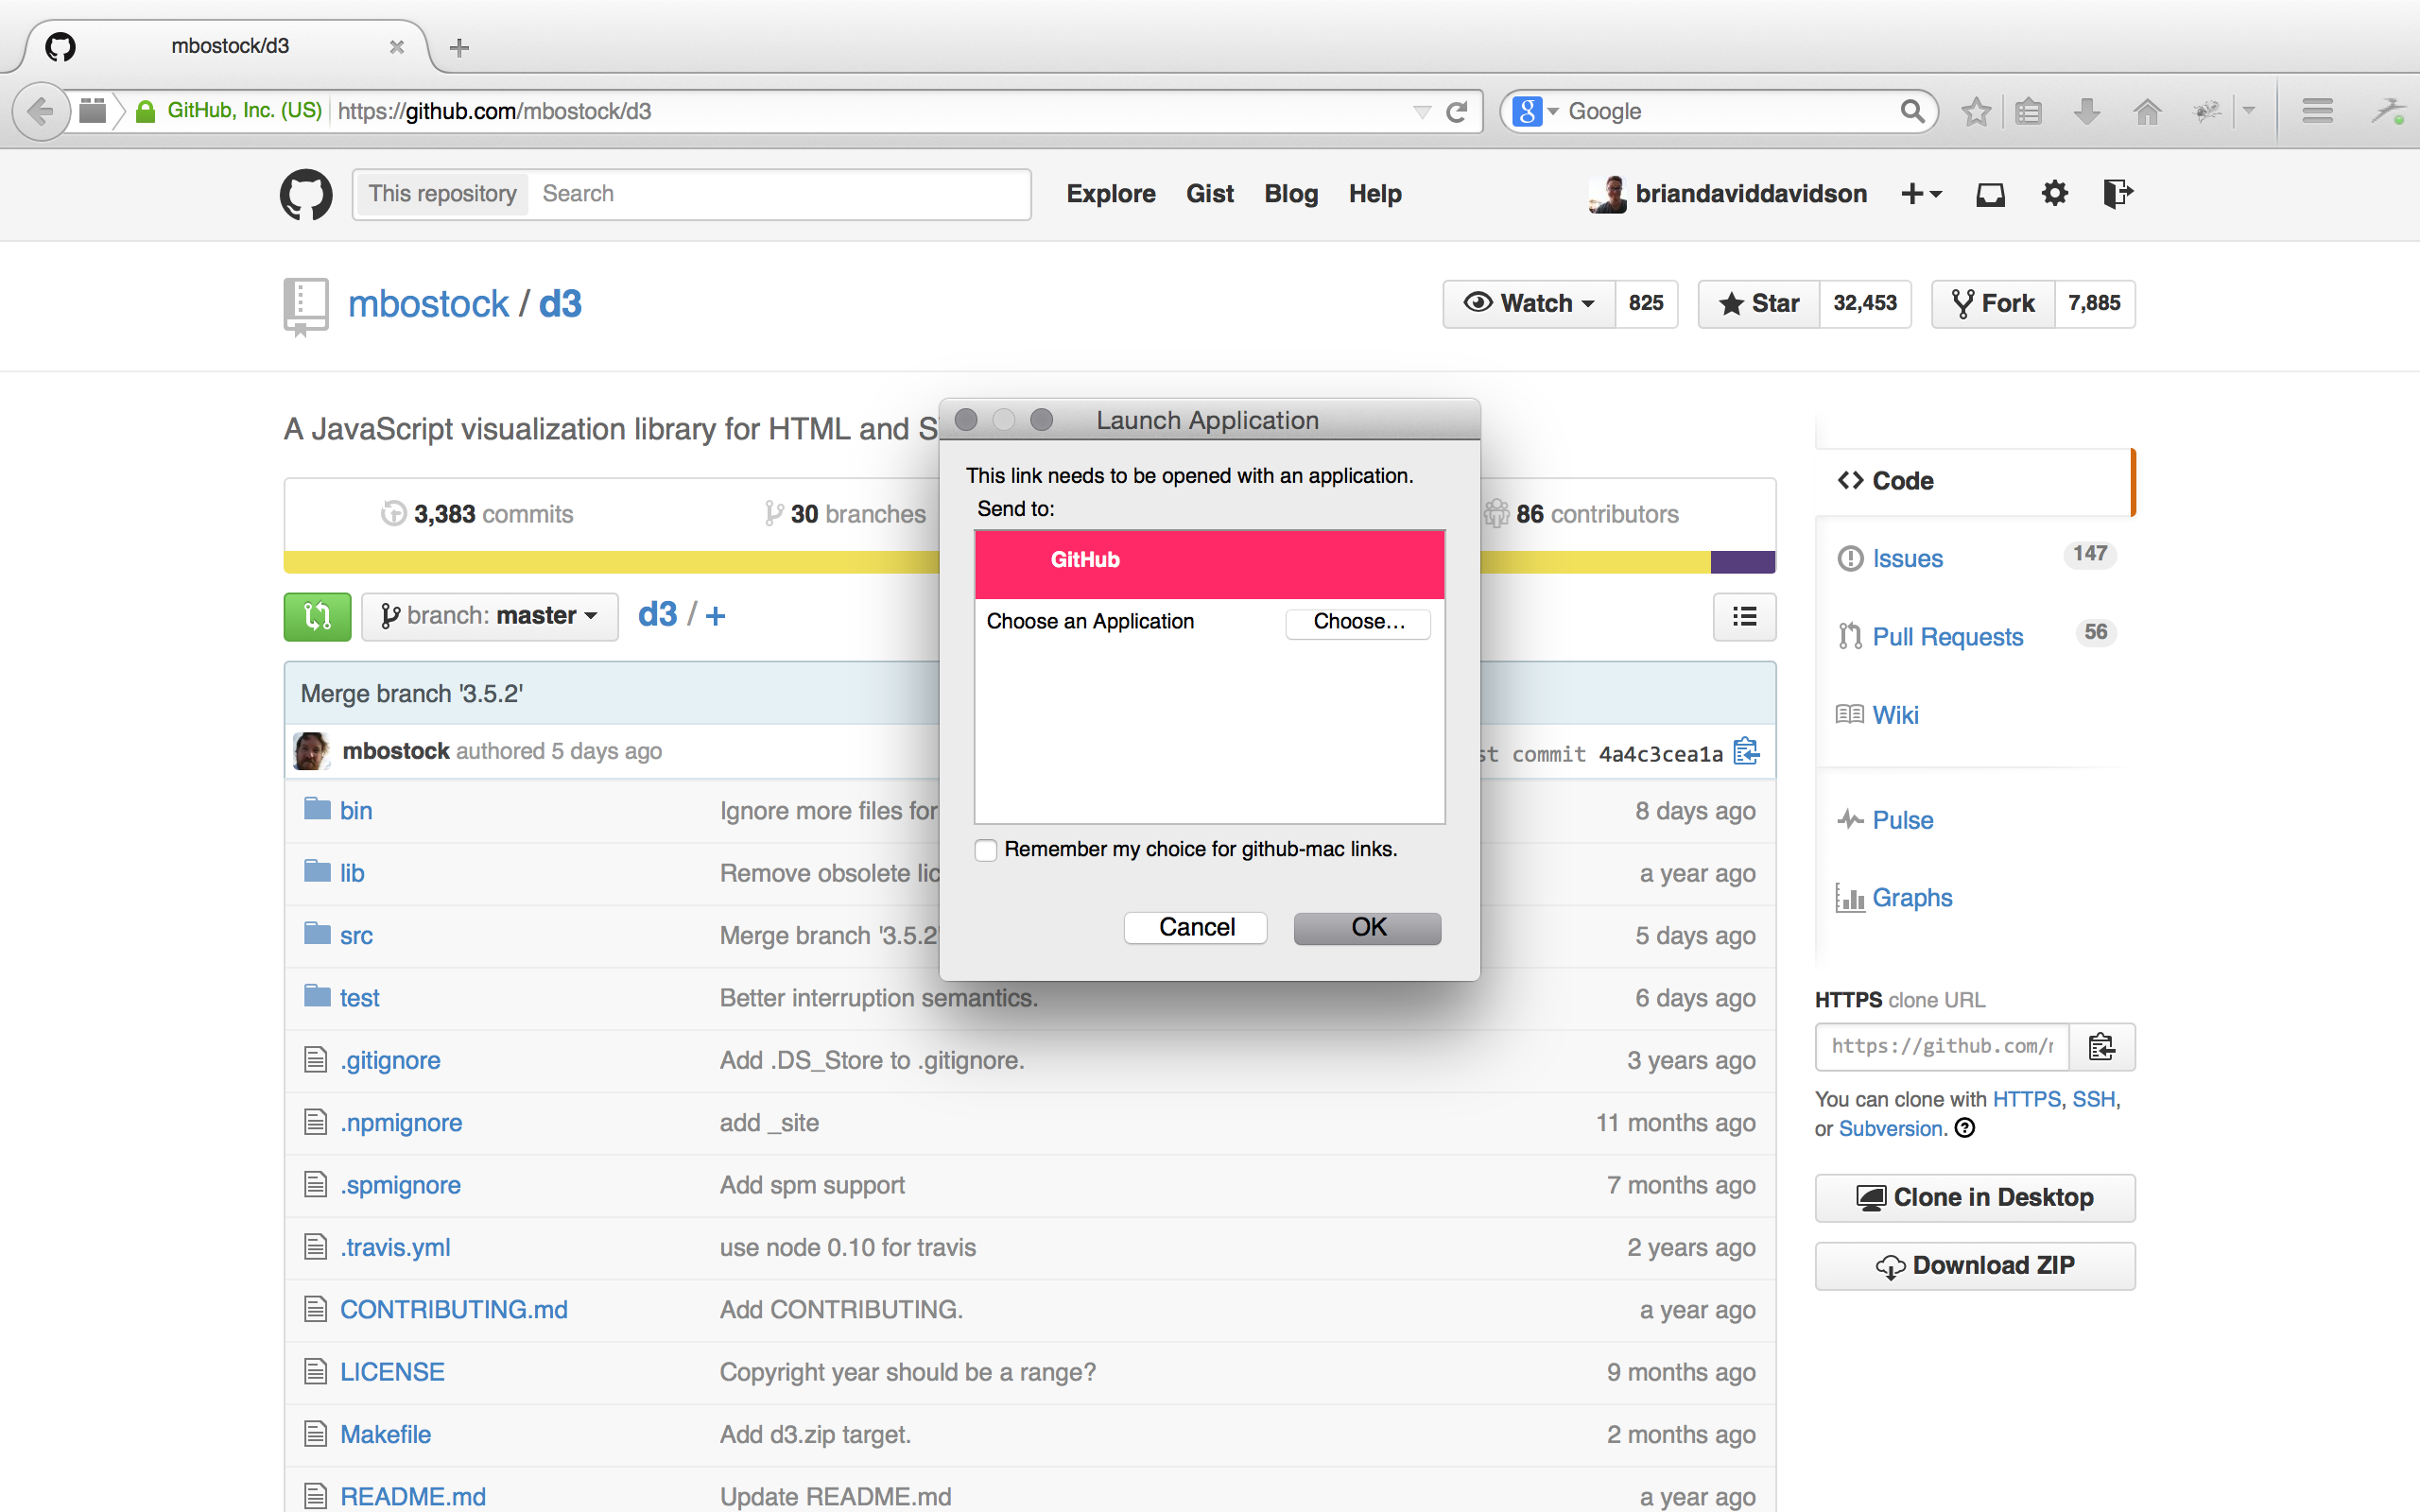 mbostock/d3
GitHub, Inc. (US) https://github.com/mbostock/d3 Google
This repository Search Explore Gist Blog Help briandaviddavidson
mbostock / d3 Watch 825 Star 32,453 Fork 7,885
A JavaScript visualization library for HTML and S
3,383 commits 30 branches 86 contributors
branch: master d3 / +
Merge branch '3.5.2'
mbostock authored 5 days ago st commit 4a4c3cea1a
bin Ignore more files for 8 days ago
lib Remove obsolete lic a year ago
src Merge branch '3.5.2' 5 days ago
test Better interruption semantics. 6 days ago
.gitignore Add .DS_Store to .gitignore. 3 years ago
.npmignore add _site 11 months ago
.spmignore Add spm support 7 months ago
.travis.yml use node 0.10 for travis 2 years ago
CONTRIBUTING.md Add CONTRIBUTING. a year ago
LICENSE Copyright year should be a range? 9 months ago
Makefile Add d3.zip target. 2 months ago
README.md Update README.md a year ago
Launch Application
This link needs to be opened with an application.
Send to:
GitHub
Choose an Application Choose...
Remember my choice for github-mac links.
Cancel OK
Code
Issues 147
Pull Requests 56
Wiki
Pulse
Graphs
HTTPS clone URL
https://github.com/r
You can clone with HTTPS, SSH,
or Subversion.
Clone in Desktop
Download ZIP